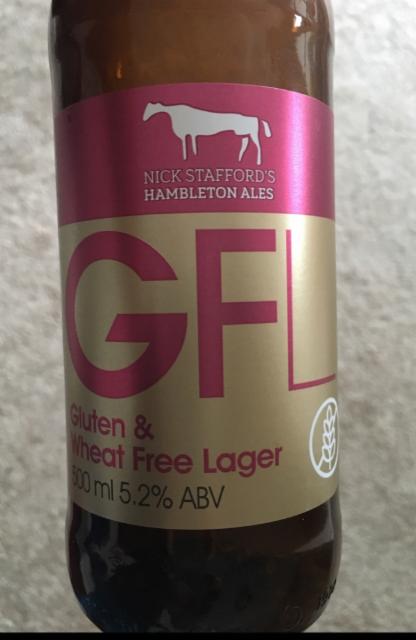 NICK STAFFORD'S
HAMBLETON ALES
GFL
Gluten &
Wheat Free Lager
500 ml 5.2% ABV